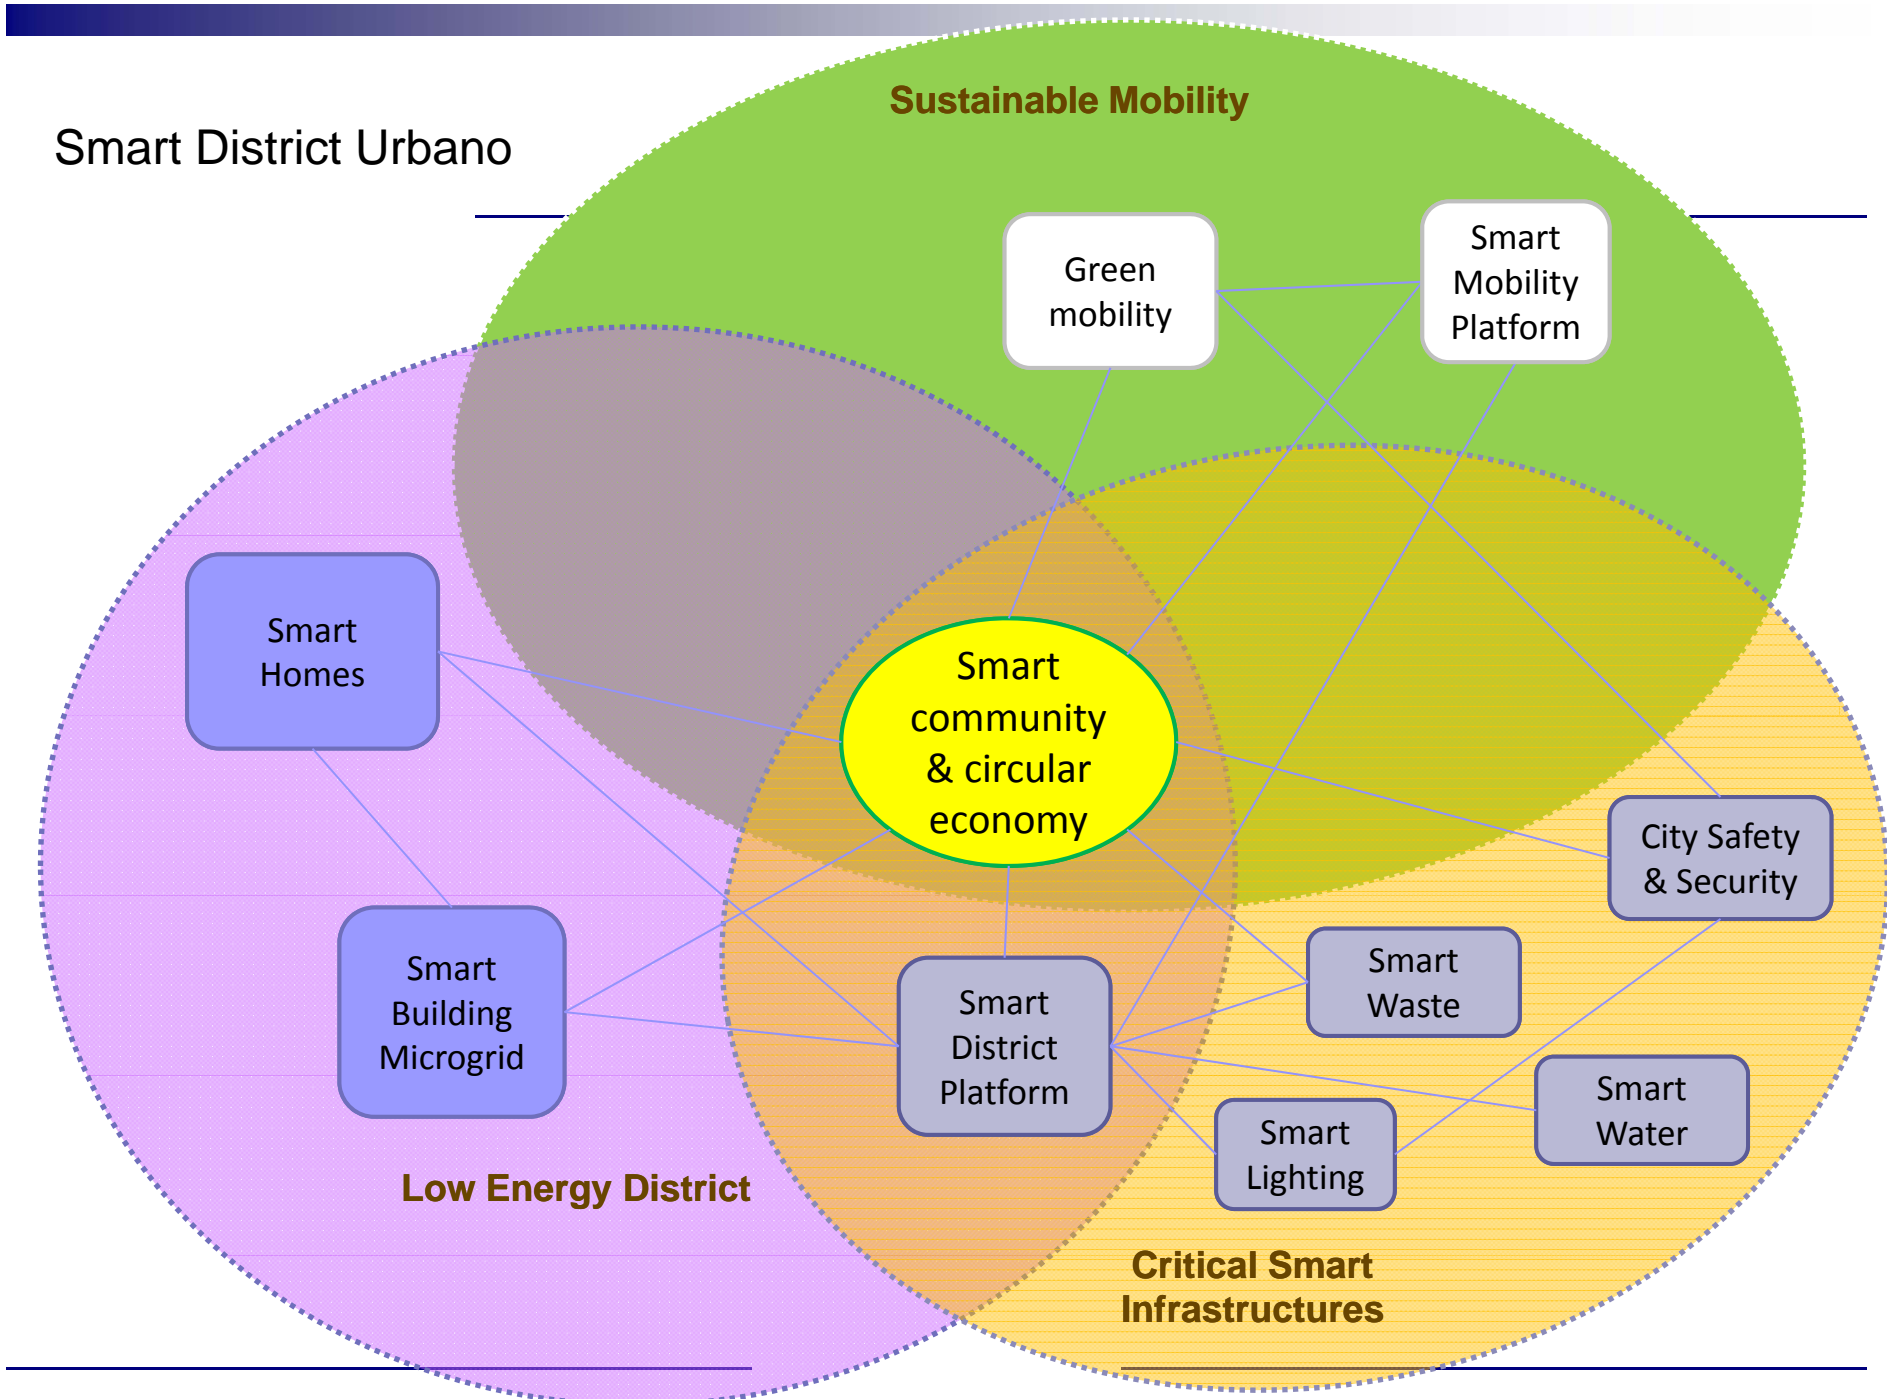 Sustainable Mobility
Smart District Urbano
Green
mobility
Smart
Mobility
Platform
Smart
Homes
Smart
community
& circular
economy
City Safety
& Security
Smart
Building
Microgrid
Smart
District
Platform
Smart
Waste
Smart
Water
Smart
Lighting
Low Energy District
Critical Smart
Infrastructures